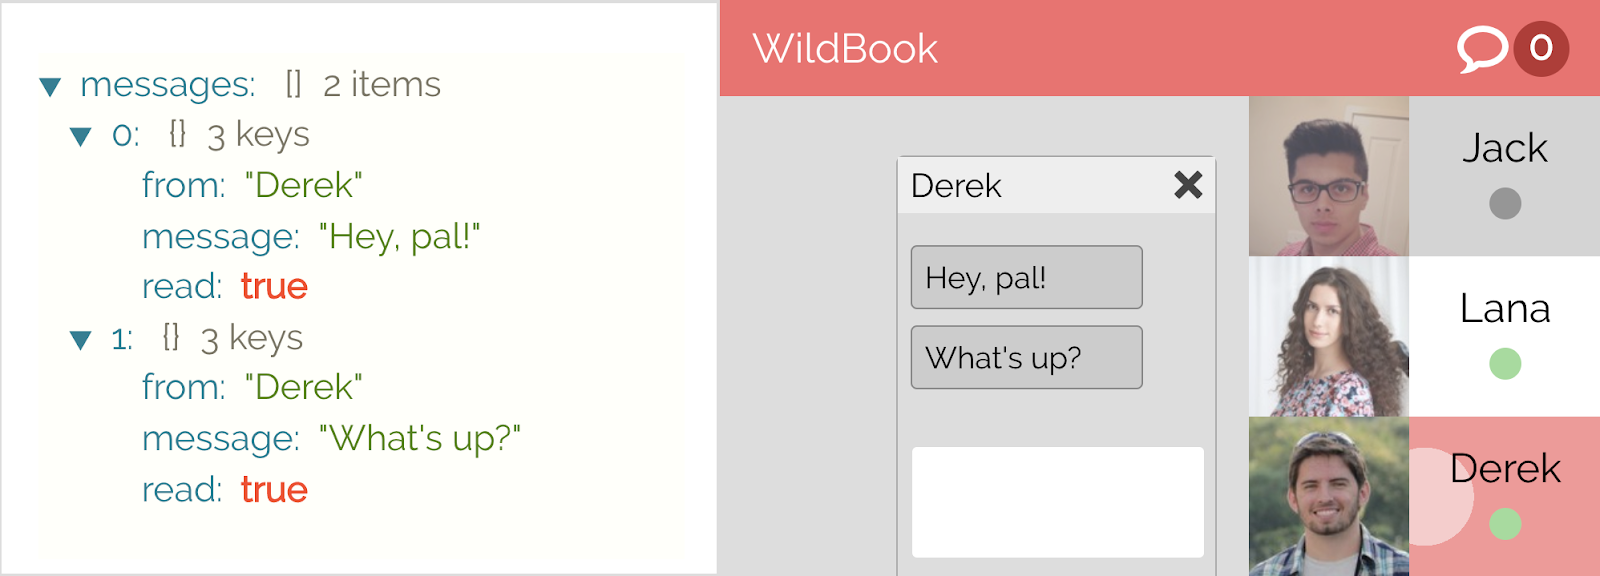 messages: [] 2 items
0: {} 3 keys
from: "Derek"
message: "Hey, pal!"
read: true
1: {} 3 keys
from: "Derek"
message: "What's up?"
read: true
WildBook
0
Derek
Hey, pal!
What's up?
Jack
Lana
Derek